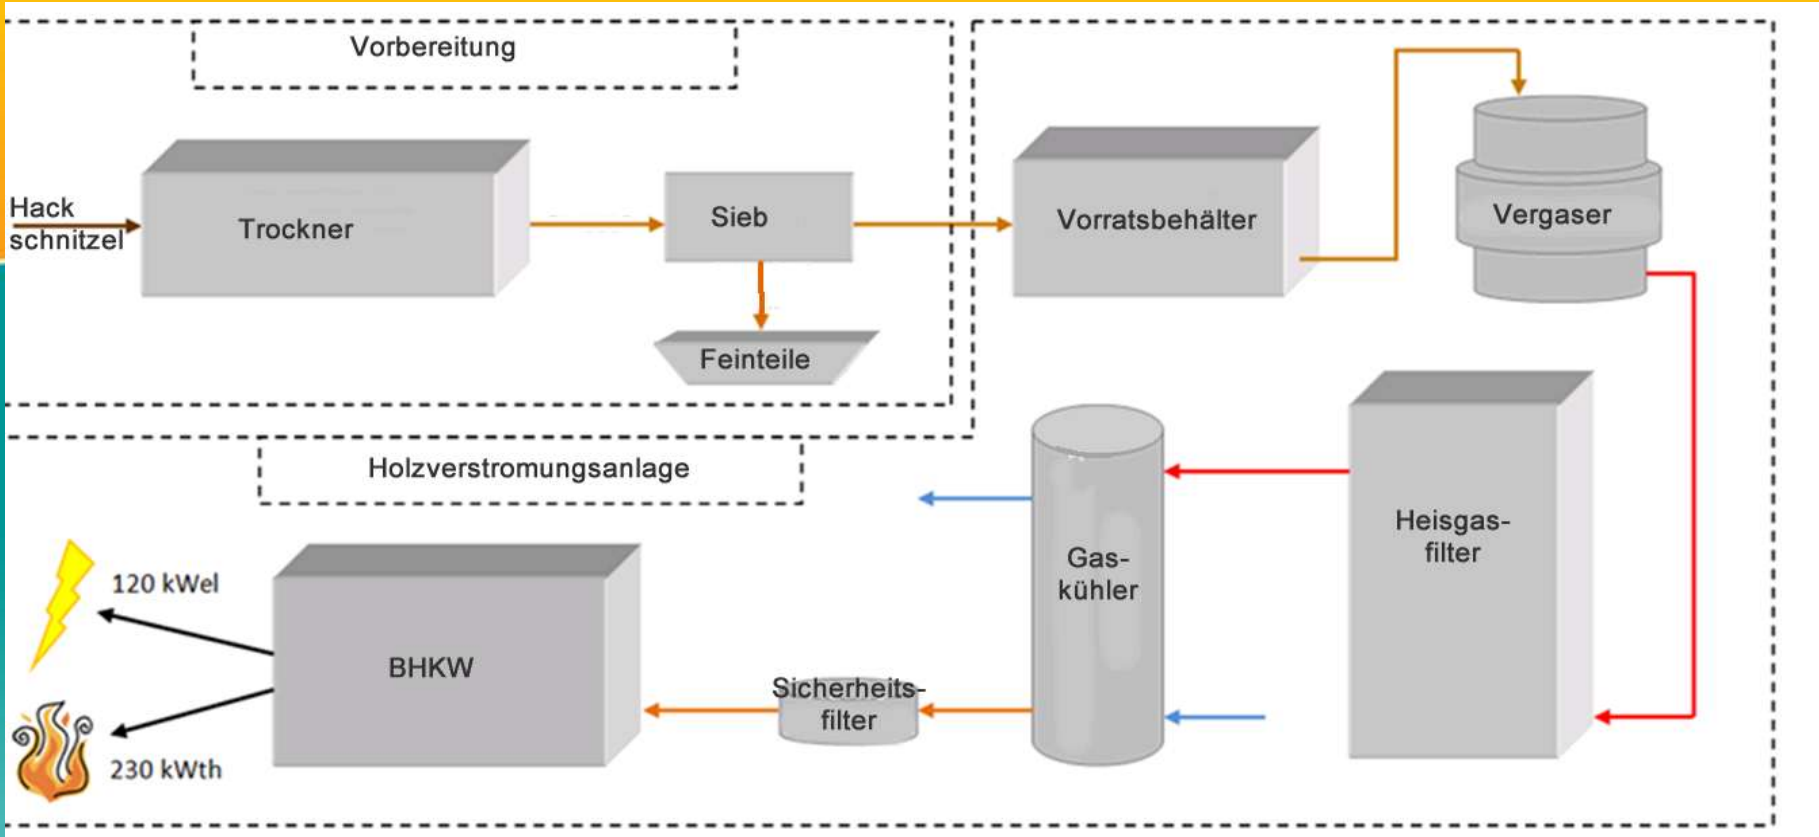 Vorbereitung
Hack
schnitzel
Trockner
Sieb
Feinteile
Vorratsbehälter
Vergaser
Holzverstromungsanlage
Heisgas-
filter
Gas-
kühler
Sicherheits-
filter
BHKW
120 kWel
230 kWth